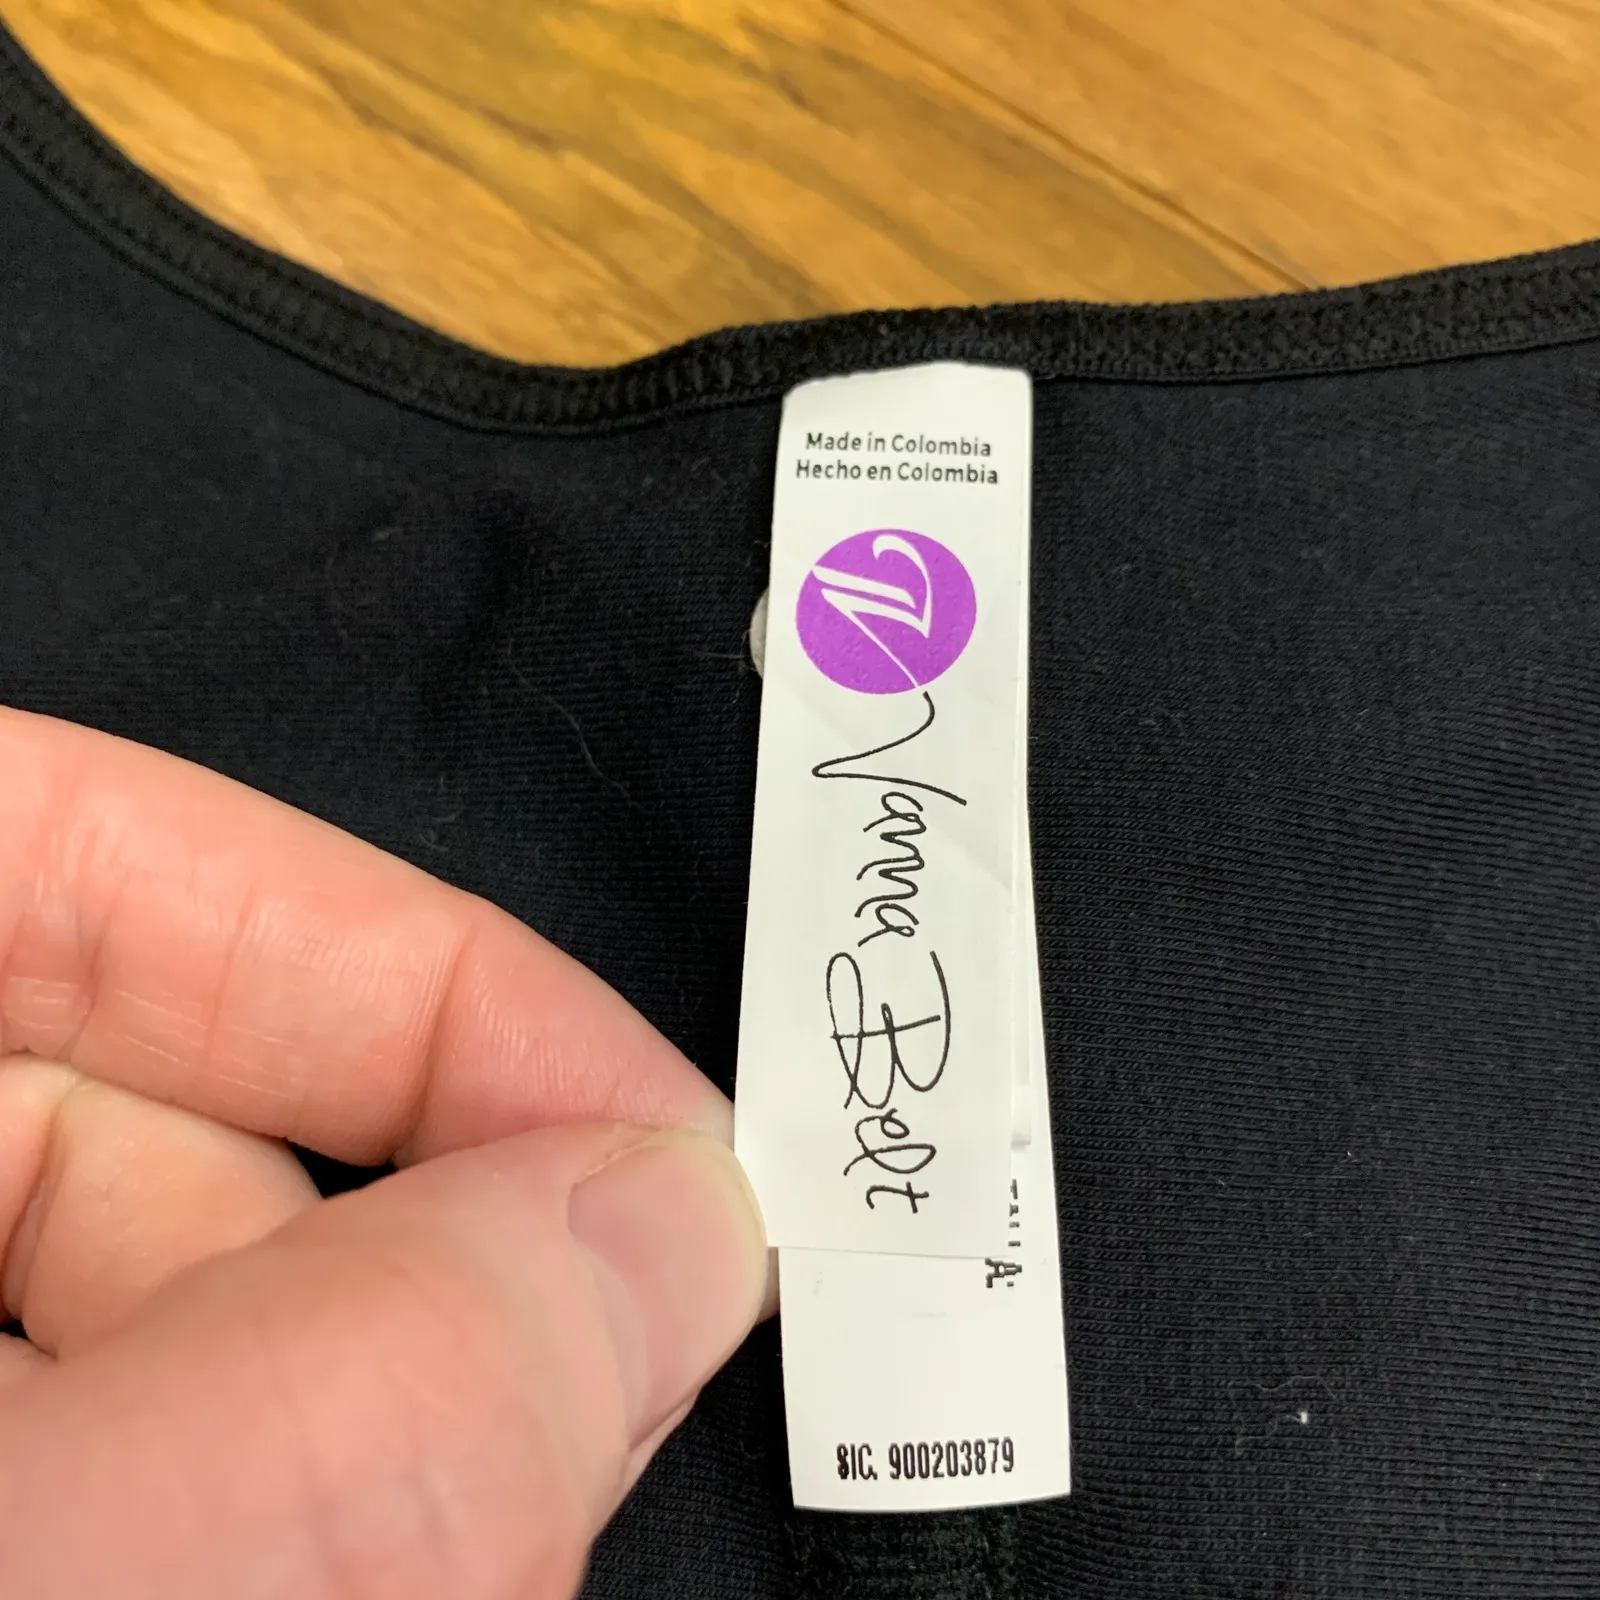 Made in Colombia
Hecho en Colombia
Vanna Belt
SIC. 900203879